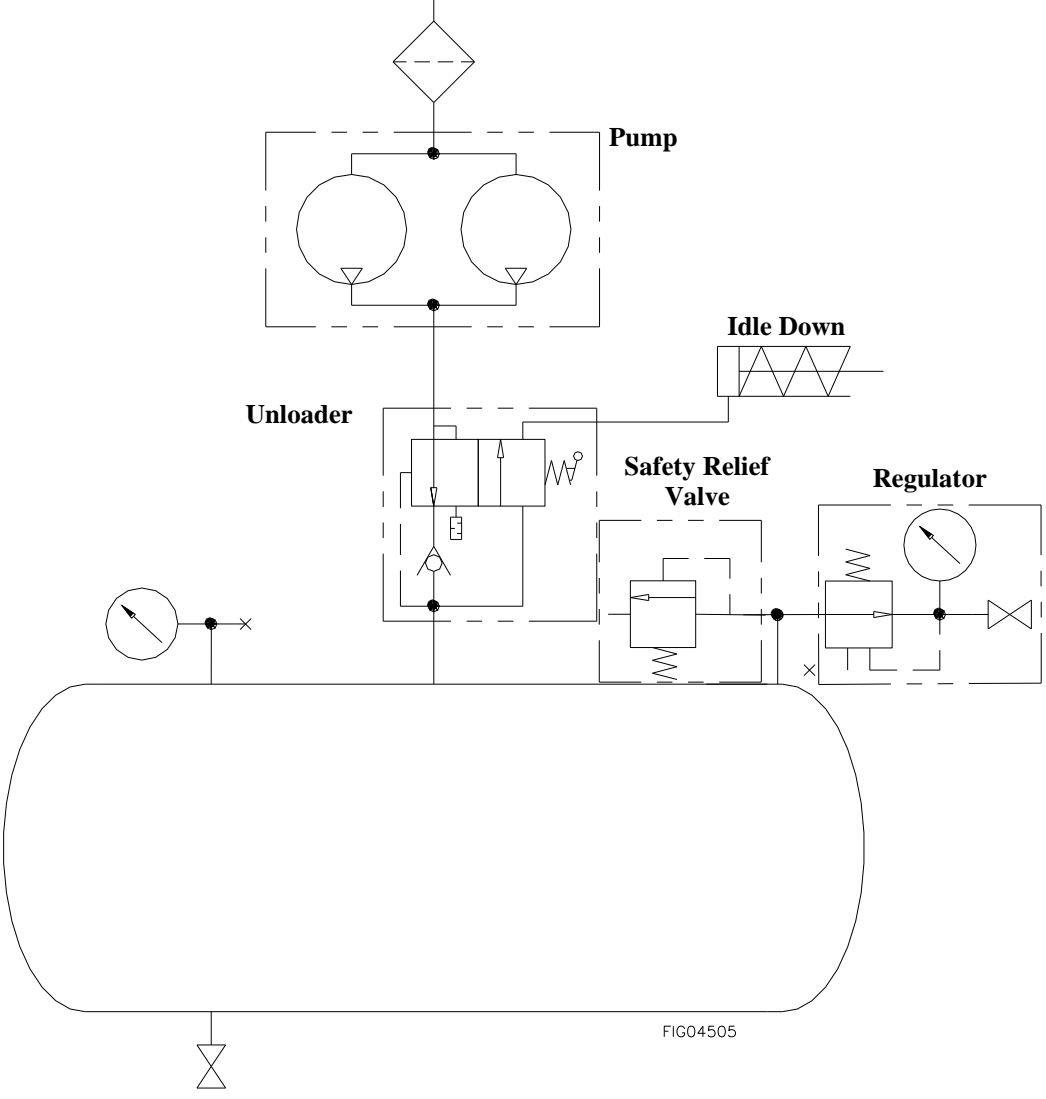 Pump
Idle Down
Unloader
Safety Relief
Valve
Regulator
FIG04505